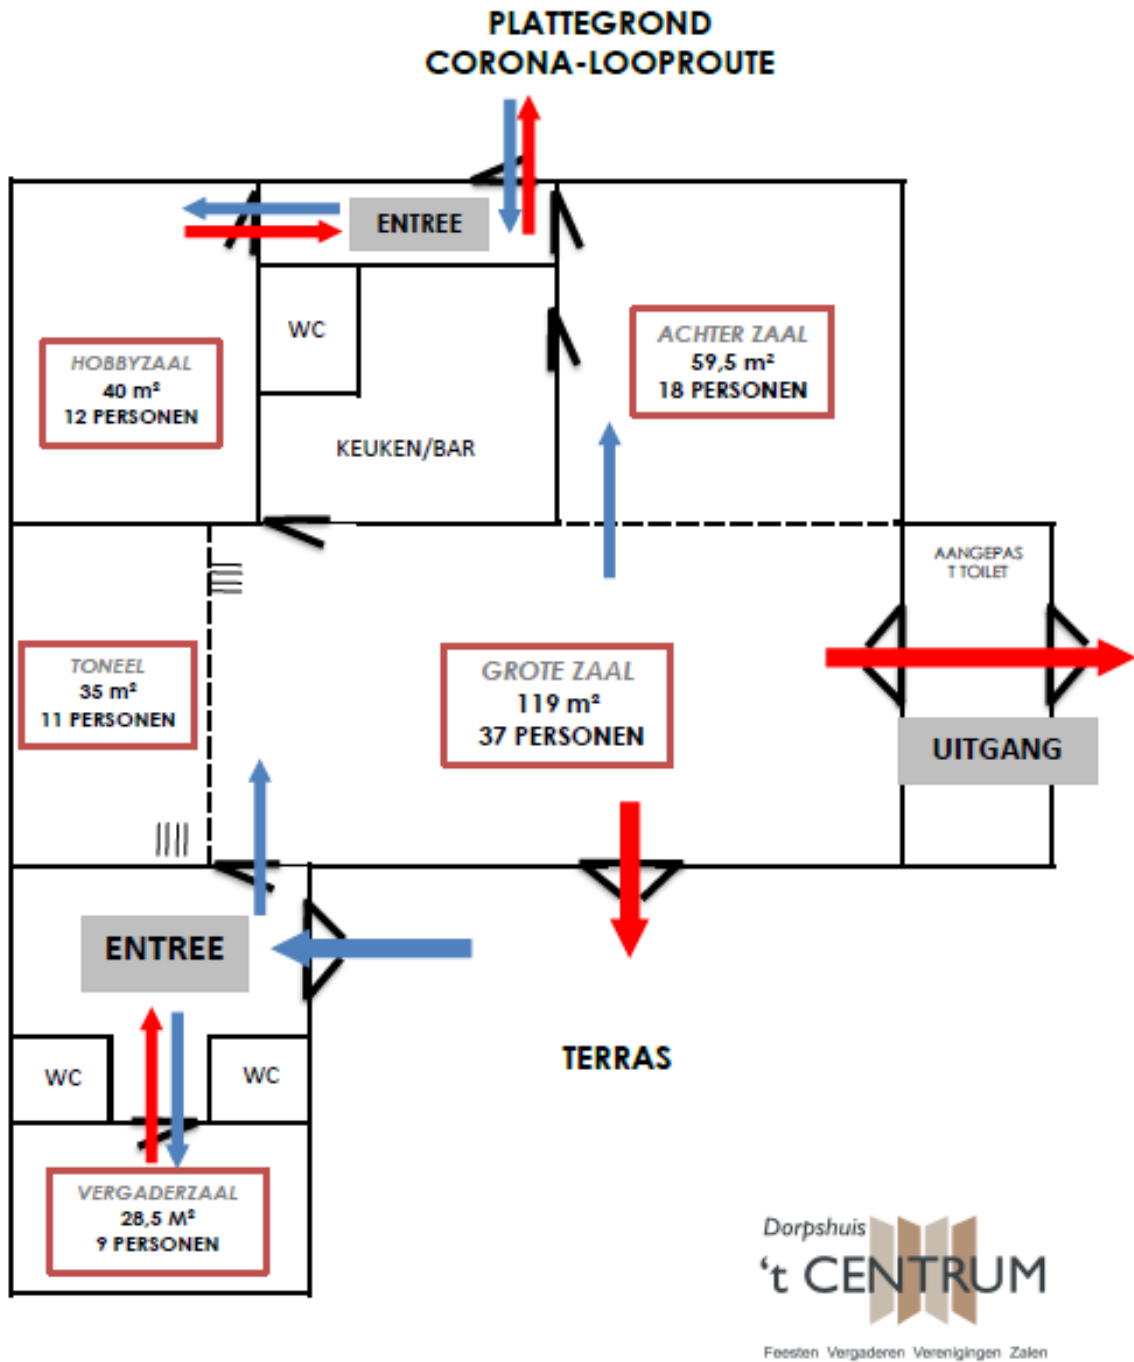 PLATTEGROND
CORONA-LOOPROUTE
ENTREE
WC
HOBBYZAAL
40 m²
12 PERSONEN
ACHTER ZAAL
59,5 m²
18 PERSONEN
KEUKEN/BAR
AANGEPAS
T TOILET
TONEEL
35 m²
11 PERSONEN
GROTE ZAAL
119 m²
37 PERSONEN
UITGANG
ENTREE
TERRAS
WC
WC
VERGADERZAAL
28,5 M²
9 PERSONEN
Dorpshuis
't CENTRUM
Feesten Vergaderen Verenigingen Zalen